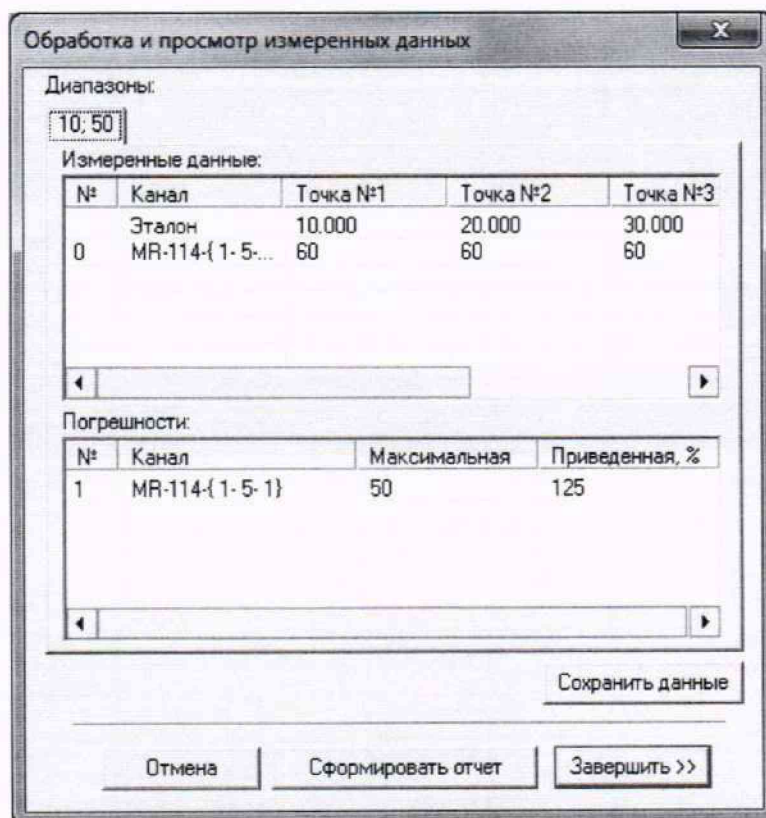 Обработка и просмотр измеренных данных
Диапазоны:
10; 50
Измеренные данные:
№ Канал Точка №1 Точка №2 Точка №3
Эталон 10.000 20.000 30.000
0 MR-114-{ 1- 5-... 60 60 60
Погрешности:
№ Канал Максимальная Приведенная, %
1 MR-114-{ 1- 5- 1} 50 125
Сохранить данные
Отмена Сформировать отчет Завершить >>